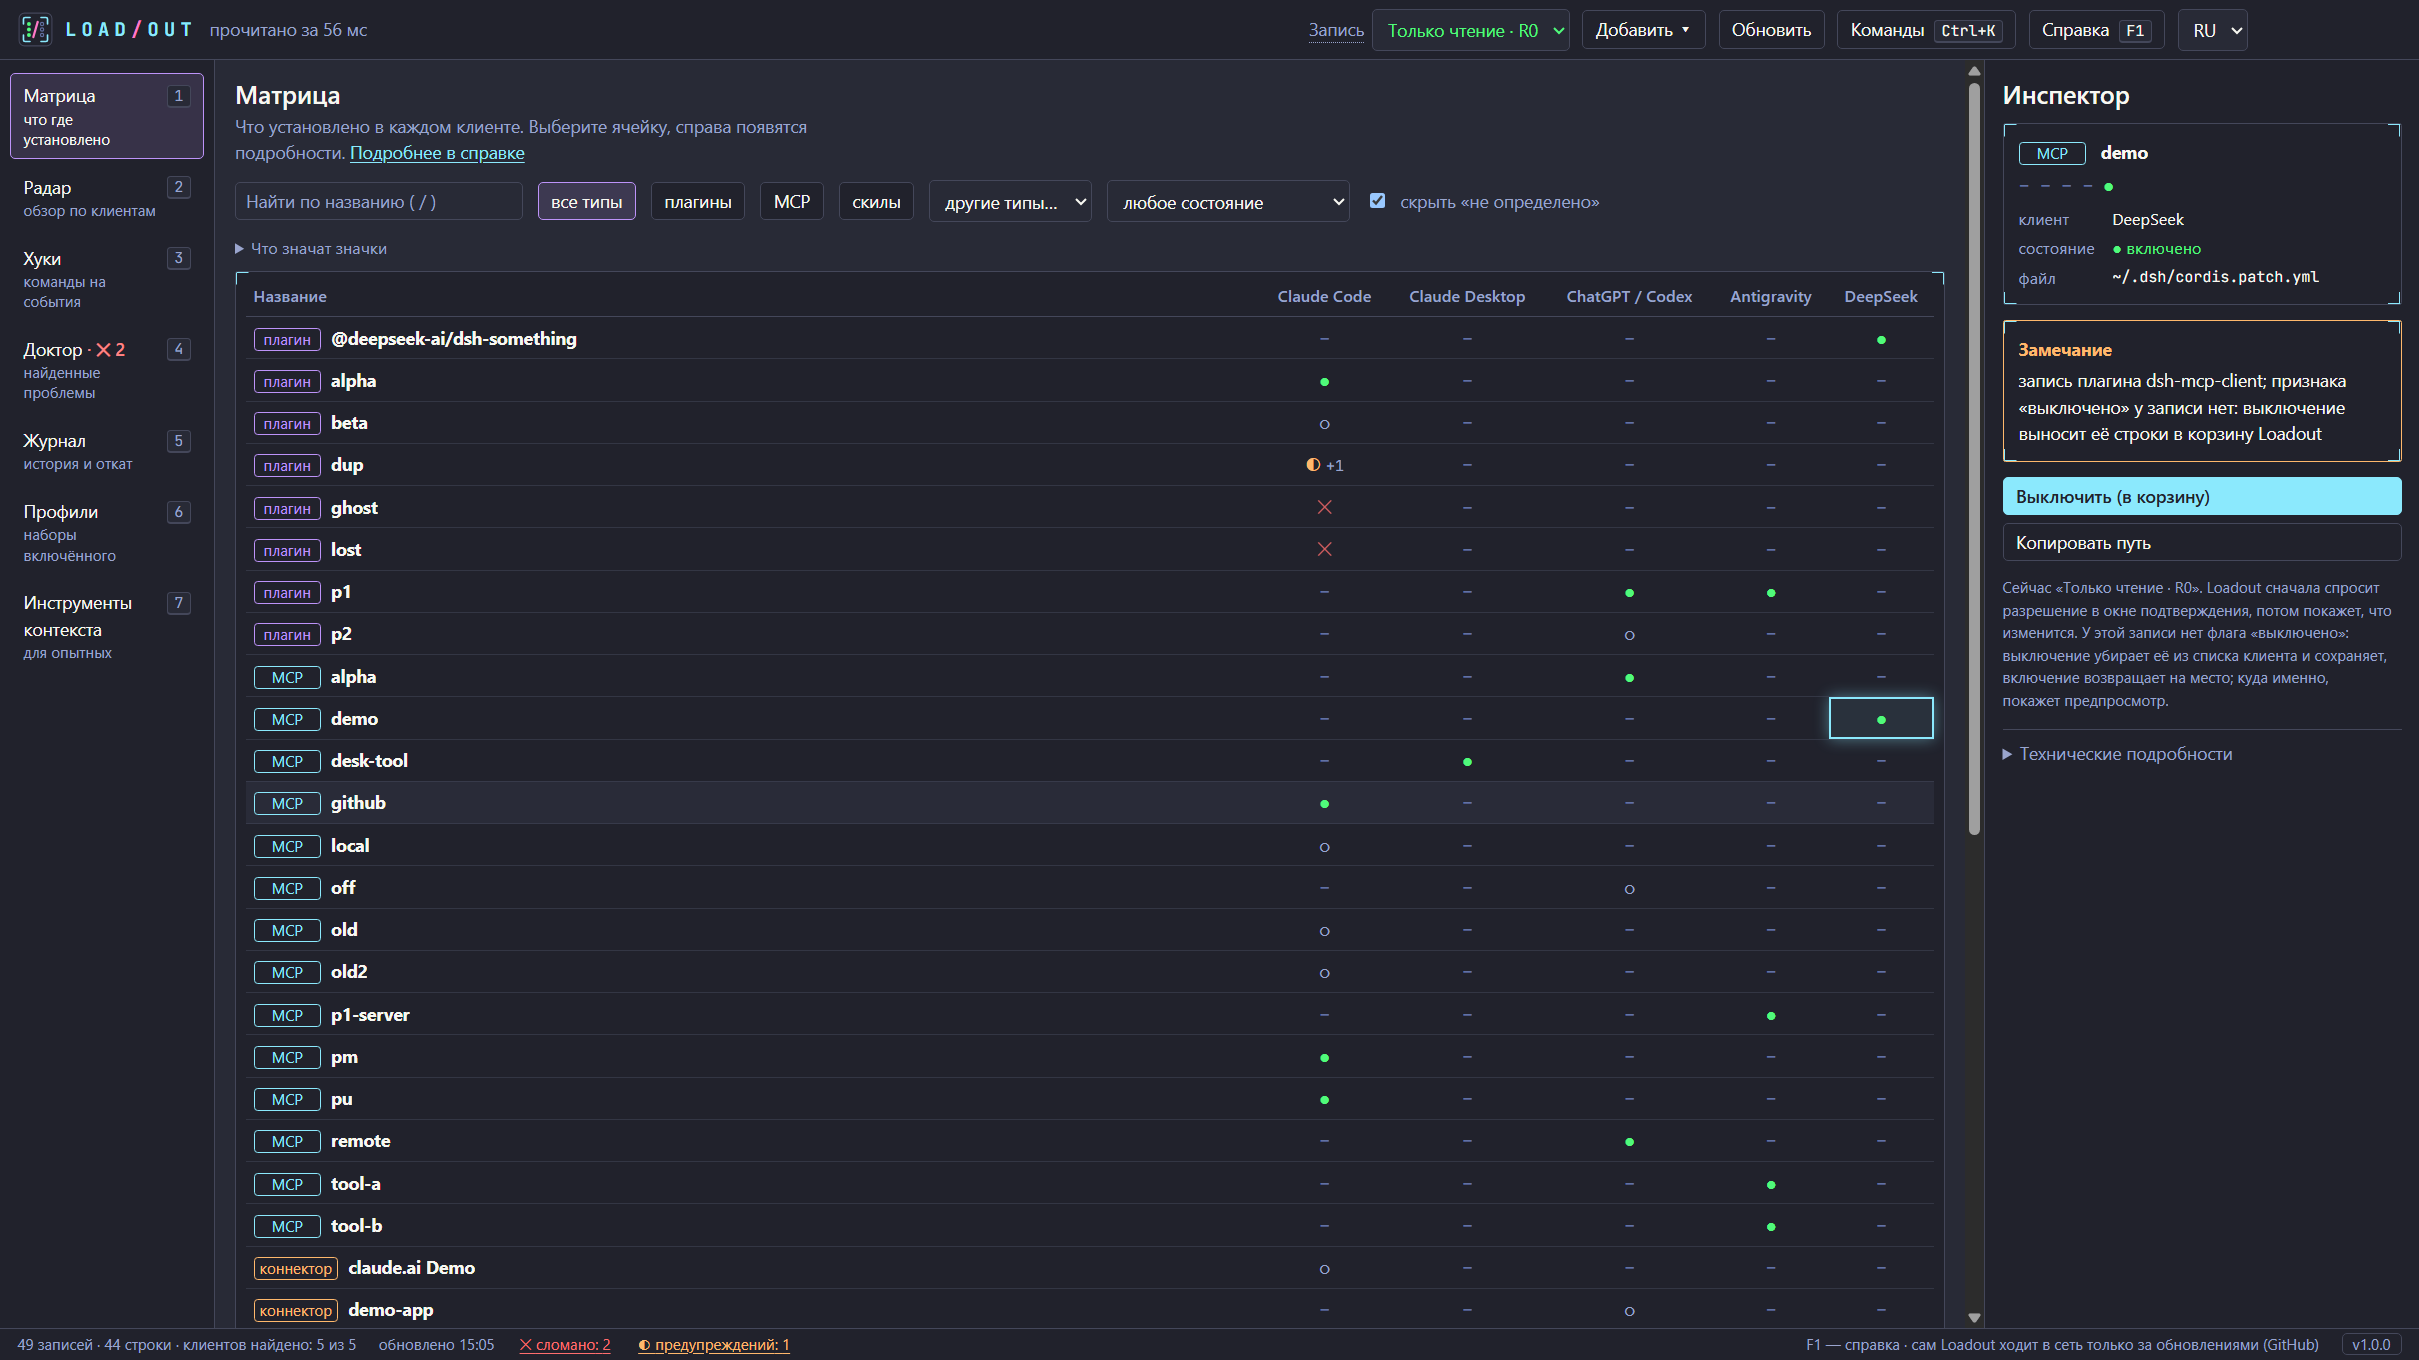 LOAD/OUT прочитано за 56 мс
Запись Только чтение · R0 Добавить ▾ Обновить Команды Ctrl+K Справка F1 RU
Матрица 1
что где
установлено
Радар 2
обзор по клиентам
Хуки 3
команды на
события
Доктор · ✕ 2 4
найденные
проблемы
Журнал 5
история и откат
Профили 6
наборы
включённого
Инструменты 7
контекста
для опытных
Матрица
Что установлено в каждом клиенте. Выберите ячейку, справа появятся
подробности. Подробнее в справке
Найти по названию ( / ) все типы плагины MCP скилы другие типы... любое состояние скрыть «не определено»
▶ Что значат значки
Название Claude Code Claude Desktop ChatGPT / Codex Antigravity DeepSeek
плагин @deepseek-ai/dsh-something – – – – ●
плагин alpha ● – – – –
плагин beta ○ – – – –
плагин dup ◐ +1 – – – –
плагин ghost ✕ – – – –
плагин lost ✕ – – – –
плагин p1 – – ● ● –
плагин p2 – – ○ – –
MCP alpha – – ● – –
MCP demo – – – – ●
MCP desk-tool – ● – – –
MCP github ● – – – –
MCP local ○ – – – –
MCP off – – ○ – –
MCP old ○ – – – –
MCP old2 ○ – – – –
MCP p1-server – – – ● –
MCP pm ● – – – –
MCP pu ● – – – –
MCP remote – – ● – –
MCP tool-a – – – ● –
MCP tool-b – – – ● –
коннектор claude.ai Demo ○ – – – –
коннектор demo-app – – ○ – –
Инспектор
MCP demo
– – – – ●
клиент DeepSeek
состояние ● включено
файл ~/.dsh/cordis.patch.yml
Замечание
запись плагина dsh-mcp-client; признака
«выключено» у записи нет: выключение
выносит её строки в корзину Loadout
Выключить (в корзину)
Копировать путь
Сейчас «Только чтение · R0». Loadout сначала спросит
разрешение в окне подтверждения, потом покажет, что
изменится. У этой записи нет флага «выключено»:
выключение убирает её из списка клиента и сохраняет,
включение возвращает на место; куда именно,
покажет предпросмотр.
▶ Технические подробности
49 записей · 44 строки · клиентов найдено: 5 из 5 обновлено 15:05 ✕ сломано: 2 ◐ предупреждений: 1
F1 — справка · сам Loadout ходит в сеть только за обновлениями (GitHub) v1.0.0